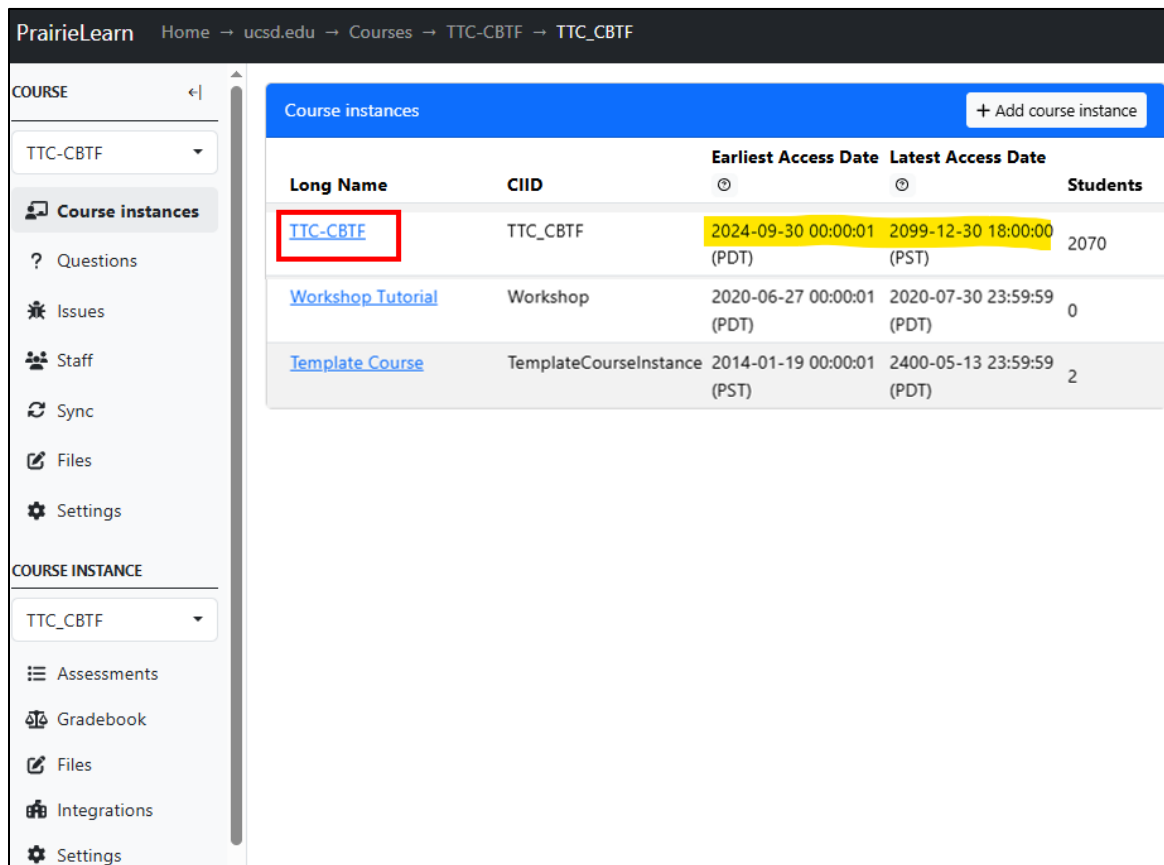 PrairieLearn Home → ucsd.edu → Courses → TTC-CBTF → TTC_CBTF
COURSE
TTC-CBTF
Course instances
? Questions
Issues
Staff
Sync
Files
Settings
COURSE INSTANCE
TTC_CBTF
Assessments
Gradebook
Files
Integrations
Settings
Course instances + Add course instance
Earliest Access Date Latest Access Date
Long Name CIID Students
TTC-CBTF TTC_CBTF 2024-09-30 00:00:01 2099-12-30 18:00:00 2070
(PDT) (PST)
Workshop Tutorial Workshop 2020-06-27 00:00:01 2020-07-30 23:59:59 0
(PDT) (PDT)
Template Course TemplateCourseInstance 2014-01-19 00:00:01 2400-05-13 23:59:59 2
(PST) (PDT)